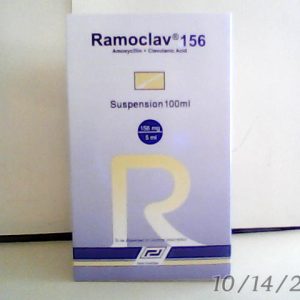 Ramoclav® 156
Amoxycillin + Clavulanic Acid
Suspension 100ml
156 mg
5 ml
R
10/14/2